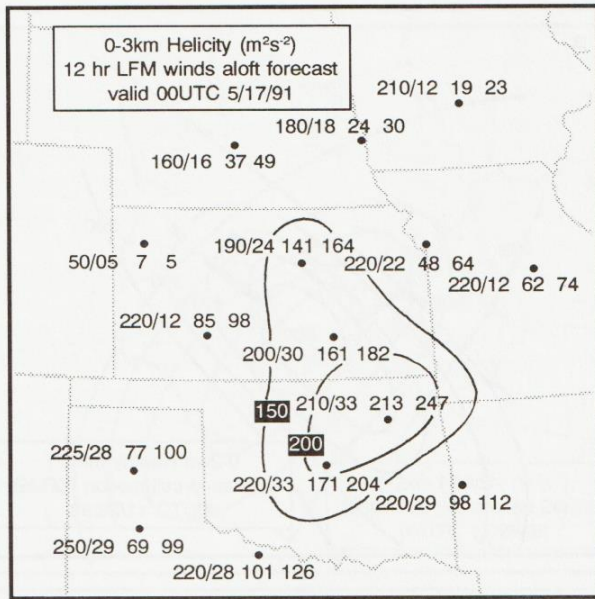 0-3km Helicity (m²s⁻²)
12 hr LFM winds aloft forecast
valid 00UTC 5/17/91
210/12 19 23
180/18 24 30
160/16 37 49
190/24 141 164
50/05 7 5
220/22 48 64
220/12 62 74
220/12 85 98
200/30 161 182
150
210/33 213 247
200
225/28 77 100
220/33 171 204
220/29 98 112
250/29 69 99
220/28 101 126